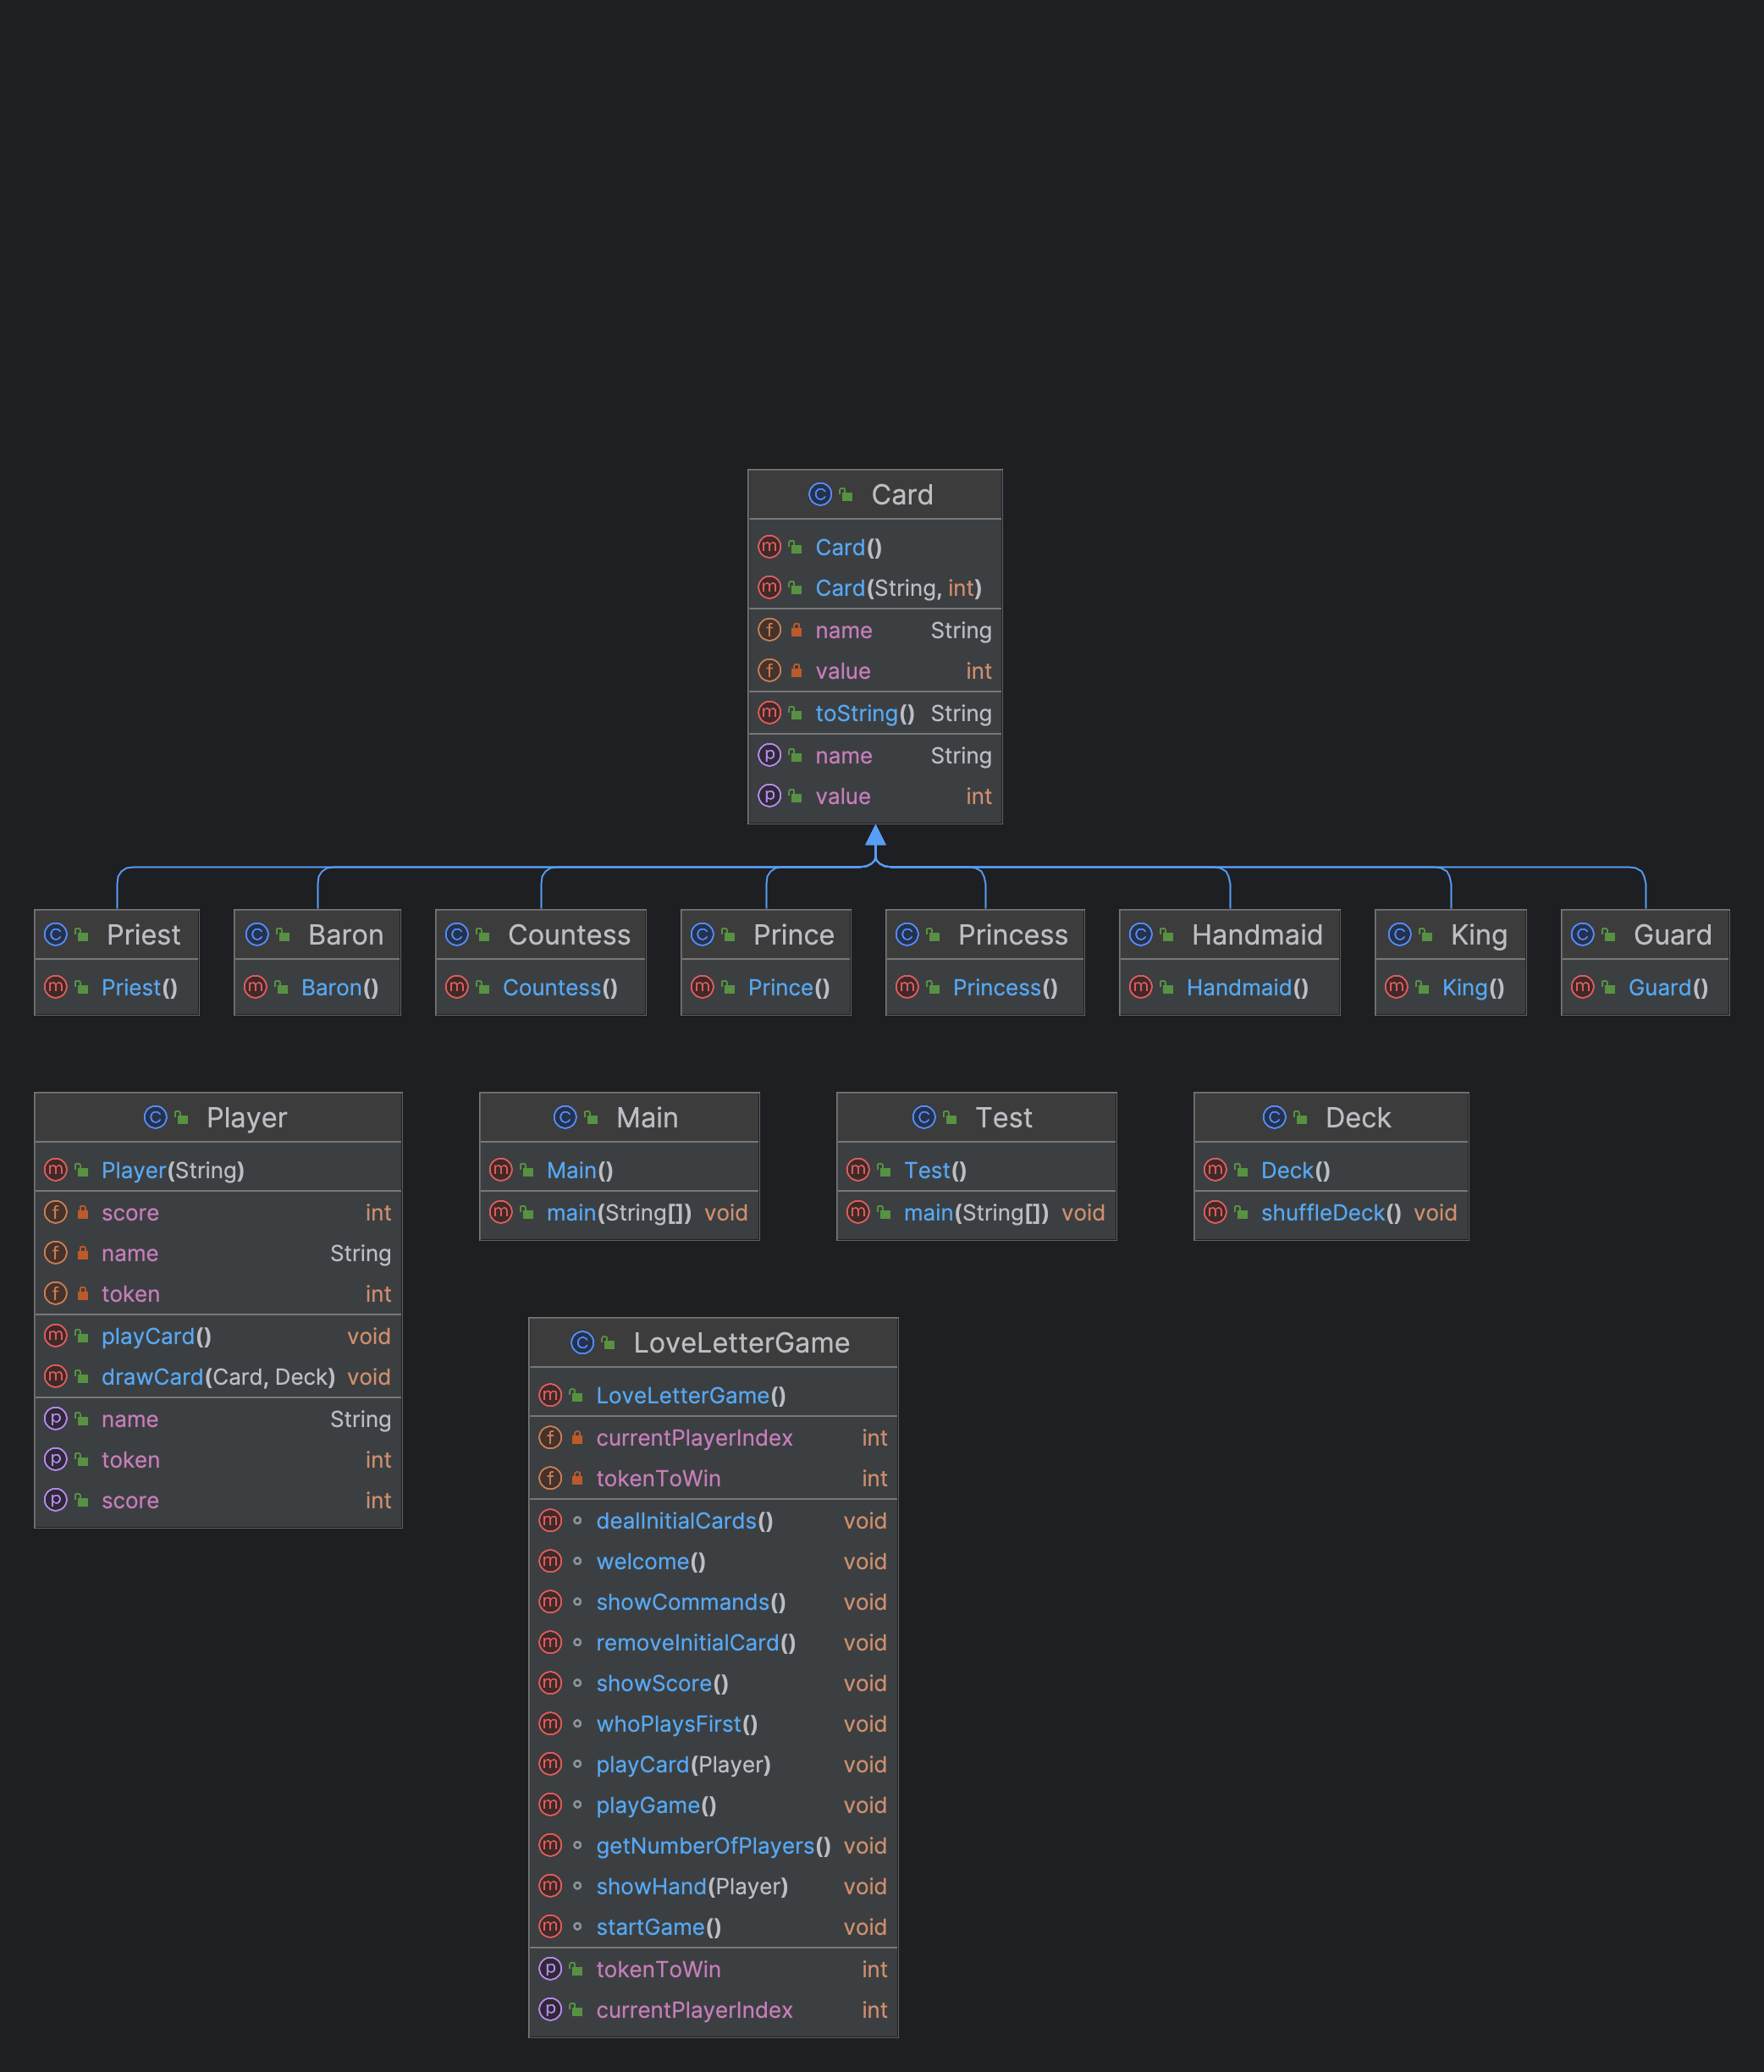 Card
Card()
Card(String, int)
name String
value int
toString() String
name String
value int
Priest
Priest()
Baron
Baron()
Countess
Countess()
Prince
Prince()
Princess
Princess()
Handmaid
Handmaid()
King
King()
Guard
Guard()
Player
Player(String)
score int
name String
token int
playCard() void
drawCard(Card, Deck) void
name String
token int
score int
Main
Main()
main(String[]) void
Test
Test()
main(String[]) void
Deck
Deck()
shuffleDeck() void
LoveLetterGame
LoveLetterGame()
currentPlayerIndex int
tokenToWin int
dealInitialCards() void
welcome() void
showCommands() void
removeInitialCard() void
showScore() void
whoPlaysFirst() void
playCard(Player) void
playGame() void
getNumberOfPlayers() void
showHand(Player) void
startGame() void
tokenToWin int
currentPlayerIndex int